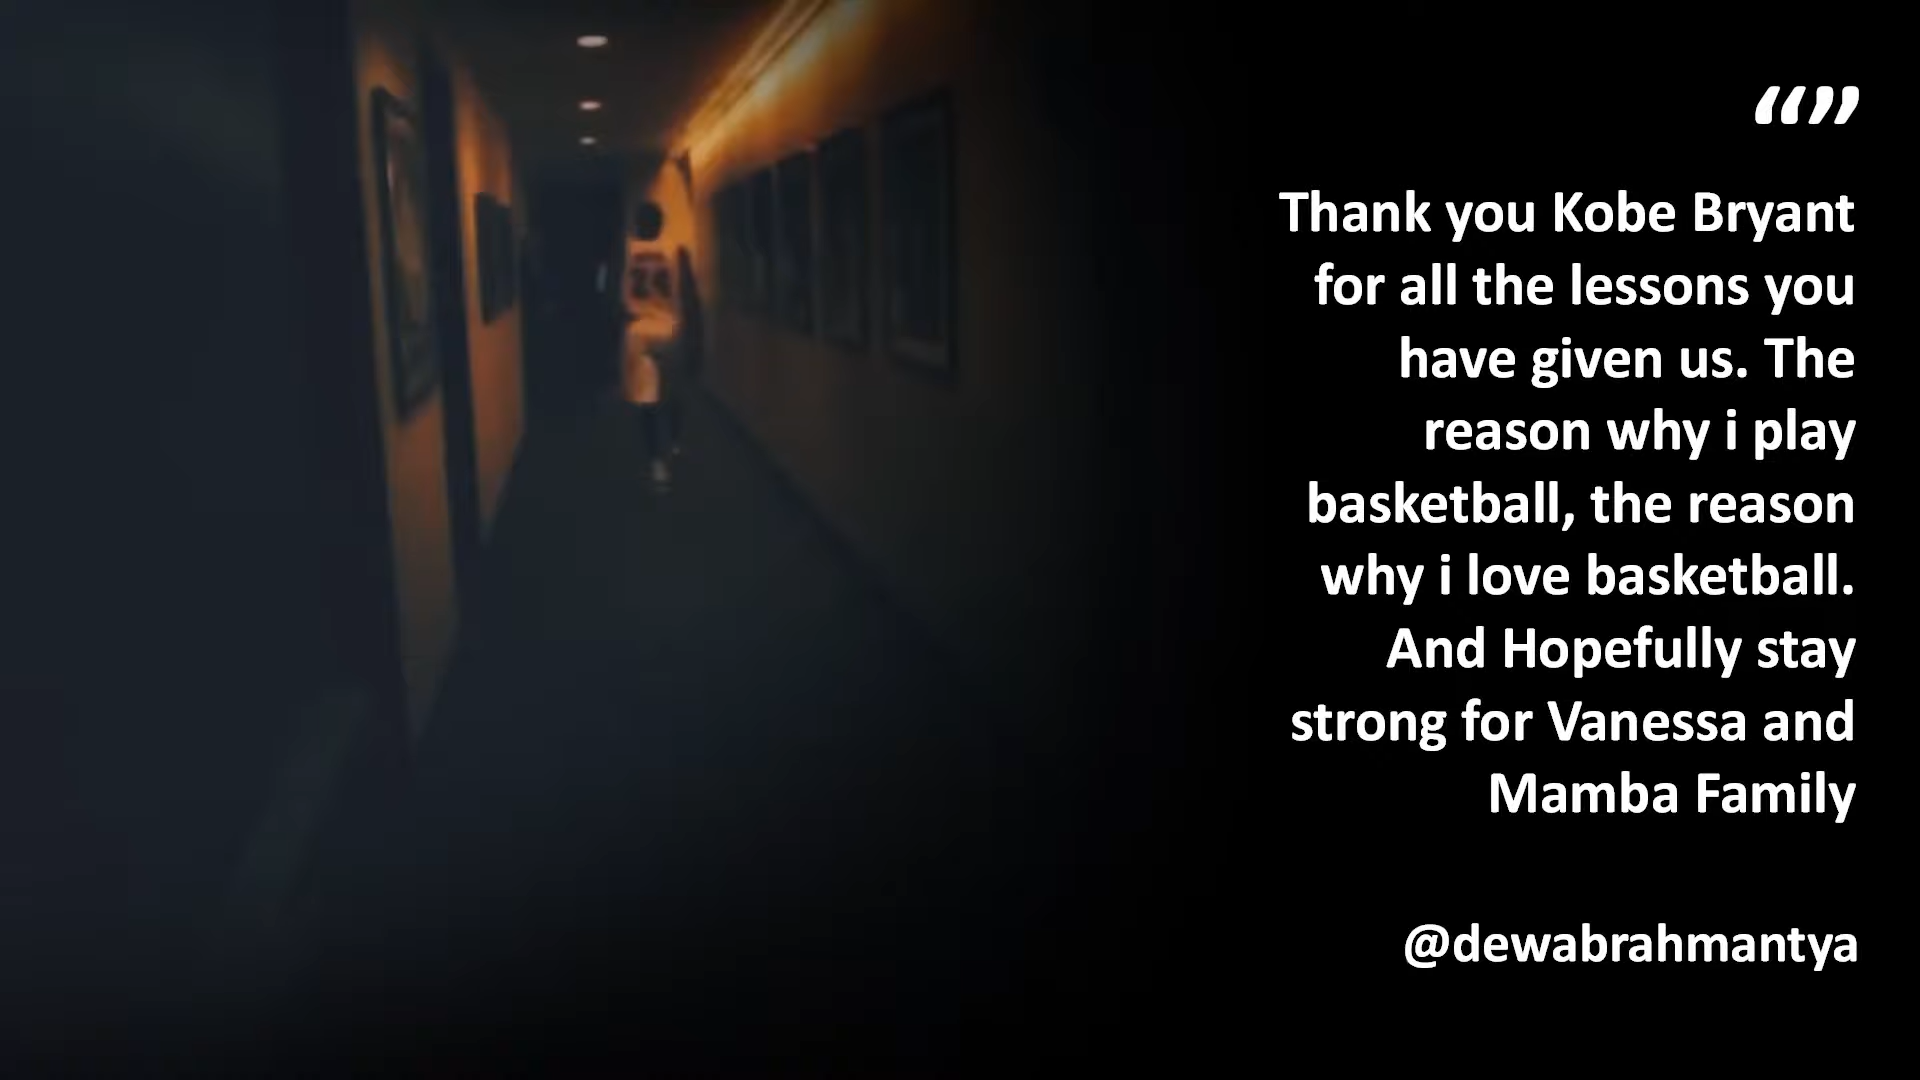 “”
Thank you Kobe Bryant
for all the lessons you
have given us. The
reason why i play
basketball, the reason
why i love basketball.
And Hopefully stay
strong for Vanessa and
Mamba Family
@dewabrahmantya
24